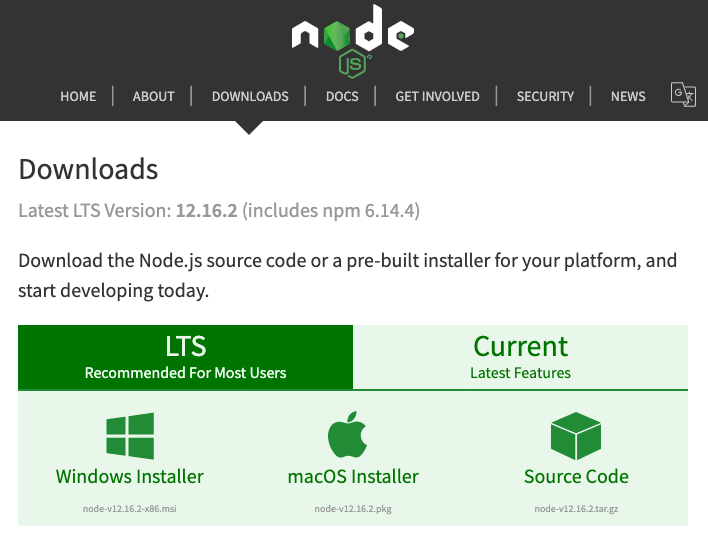 node
JS
HOME ABOUT DOWNLOADS DOCS GET INVOLVED SECURITY NEWS
Downloads
Latest LTS Version: 12.16.2 (includes npm 6.14.4)
Download the Node.js source code or a pre-built installer for your platform, and
start developing today.
LTS
Recommended For Most Users
Current
Latest Features
Windows Installer
node-v12.16.2-x86.msi
macOS Installer
node-v12.16.2.pkg
Source Code
node-v12.16.2.tar.gz